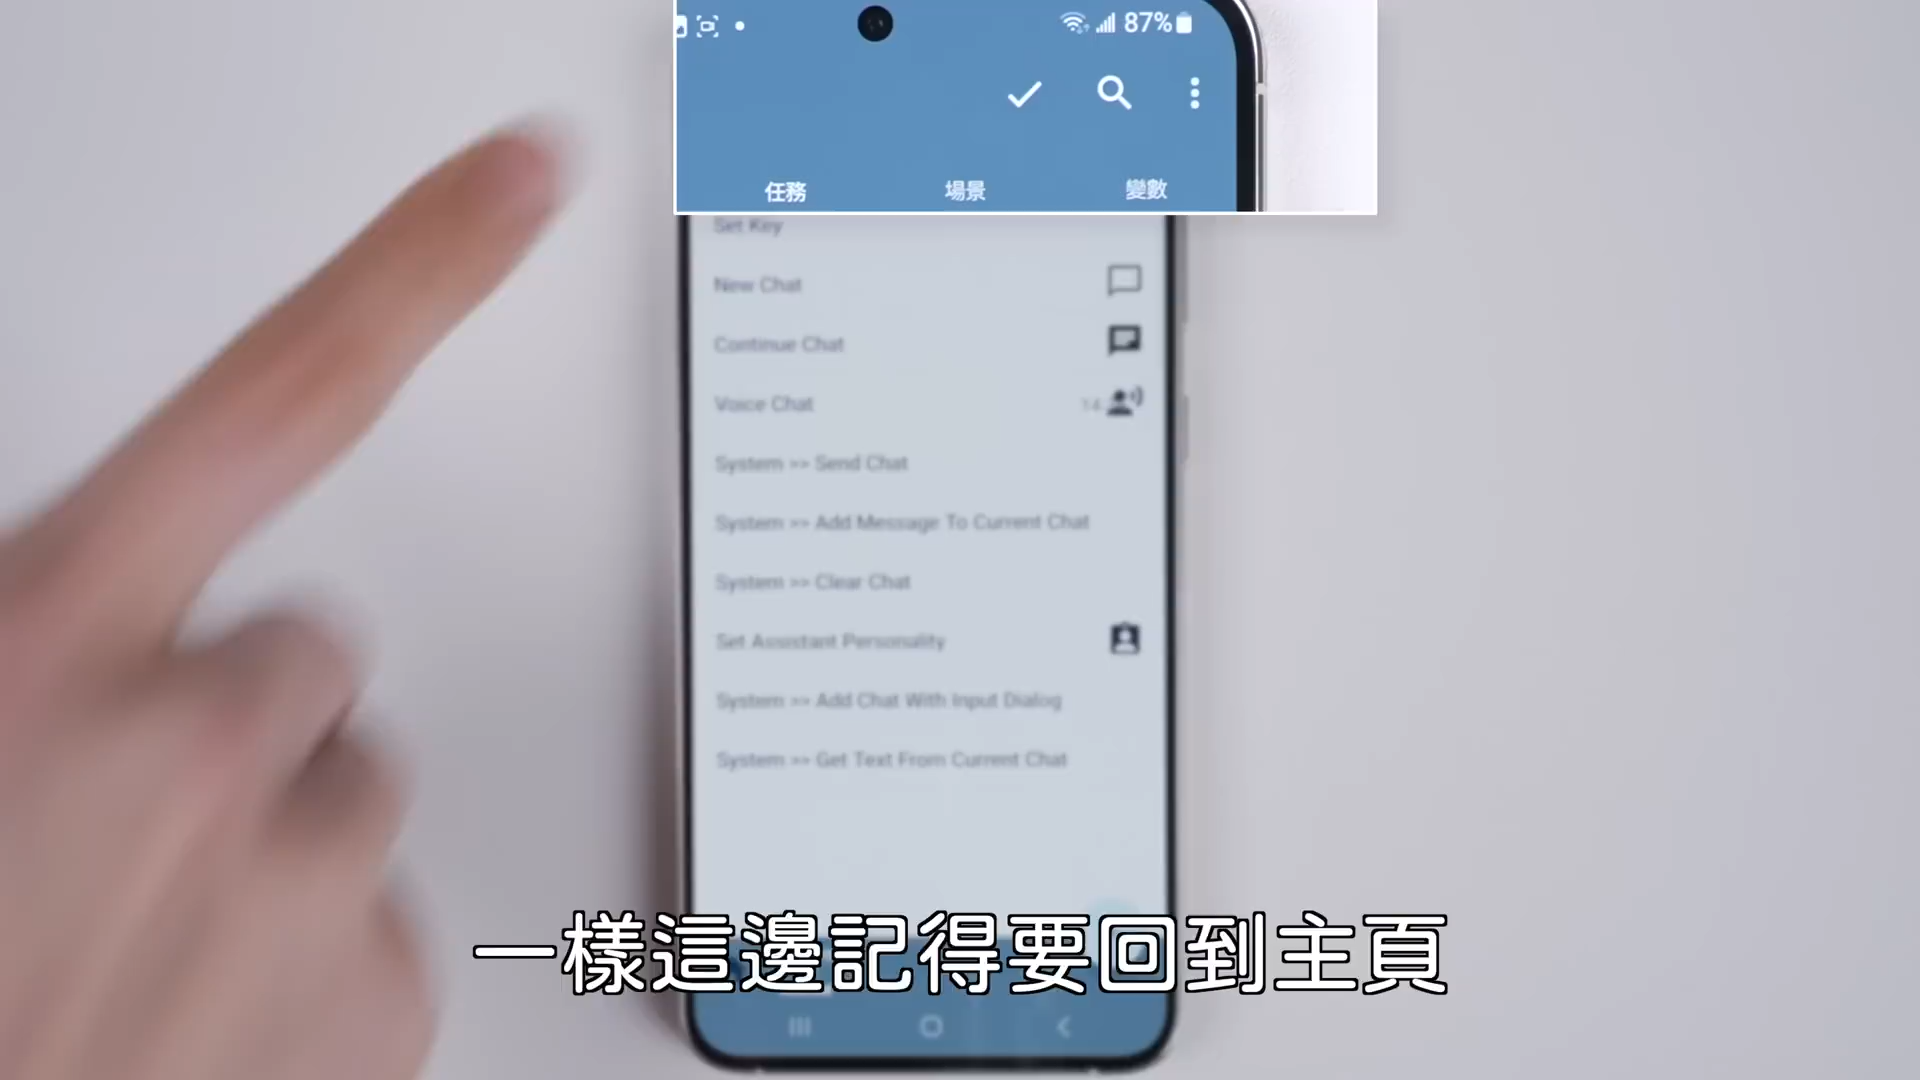 87%
任務 場景 變數
Set Key
New Chat
Continue Chat
Voice Chat
System >> Send Chat
System >> Add Message To Current Chat
System >> Clear Chat
Set Assistant Personality
System >> Add Chat With Input Dialog
System >> Get Text From Current Chat
一樣這邊記得要回到主頁